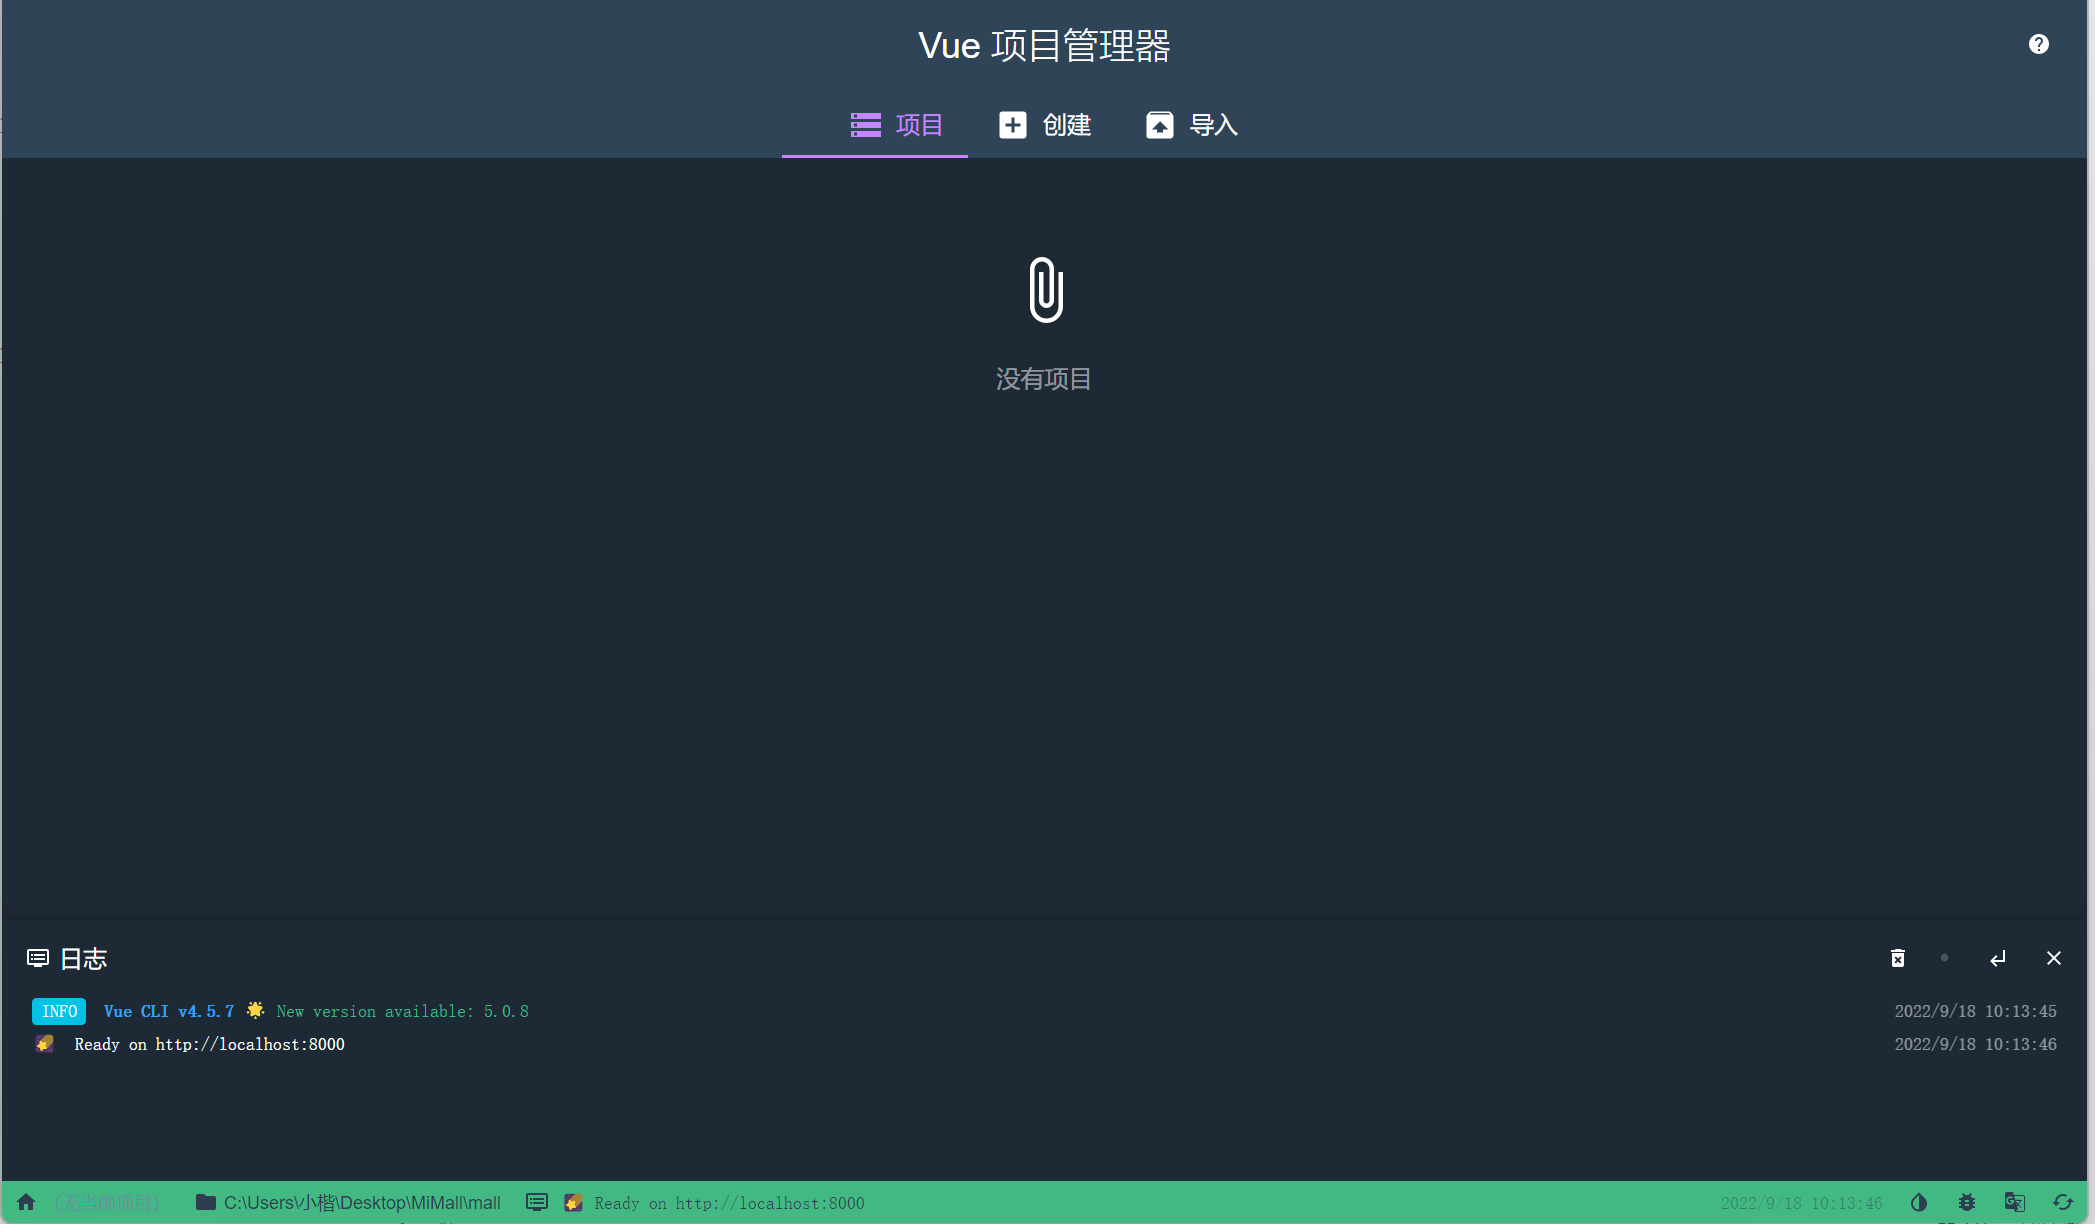 Vue 项目管理器
项目 创建 导入
没有项目
日志
INFO Vue CLI v4.5.7 🌟 New version available: 5.0.8 2022/9/18 10:13:45
🌠 Ready on http://localhost:8000 2022/9/18 10:13:46
(无当前项目) C:\Users\小楷\Desktop\MiMall\mall 🌠 Ready on http://localhost:8000 2022/9/18 10:13:46